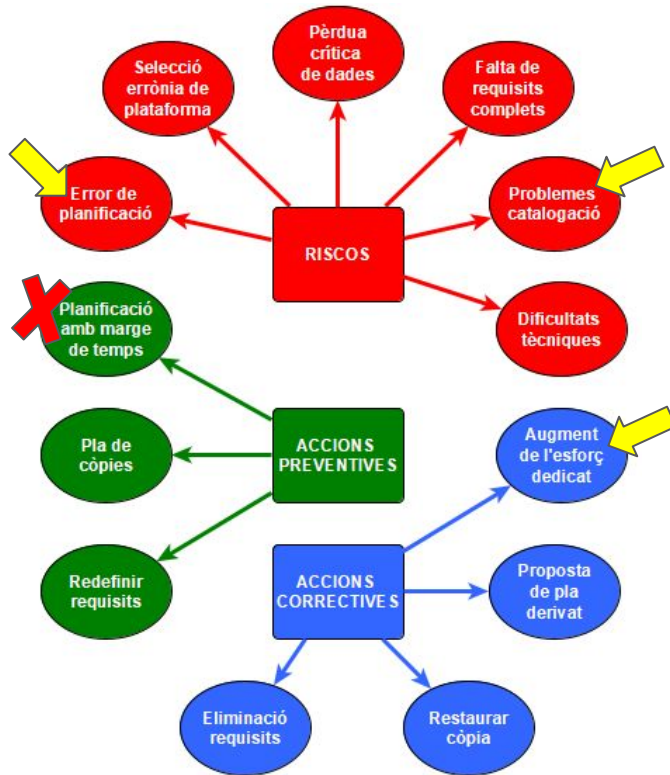 Pèrdua
crítica
de dades
Selecció
errònia de
plataforma
Falta de
requisits
complets
Error de
planificació
Problemes
catalogació
RISCOS
Planificació
amb marge
de temps
Dificultats
tècniques
Pla de
còpies
ACCIONS
PREVENTIVES
Augment
de l'esforç
dedicat
Redefinir
requisits
ACCIONS
CORRECTIVES
Proposta
de pla
derivat
Eliminació
requisits
Restaurar
còpia